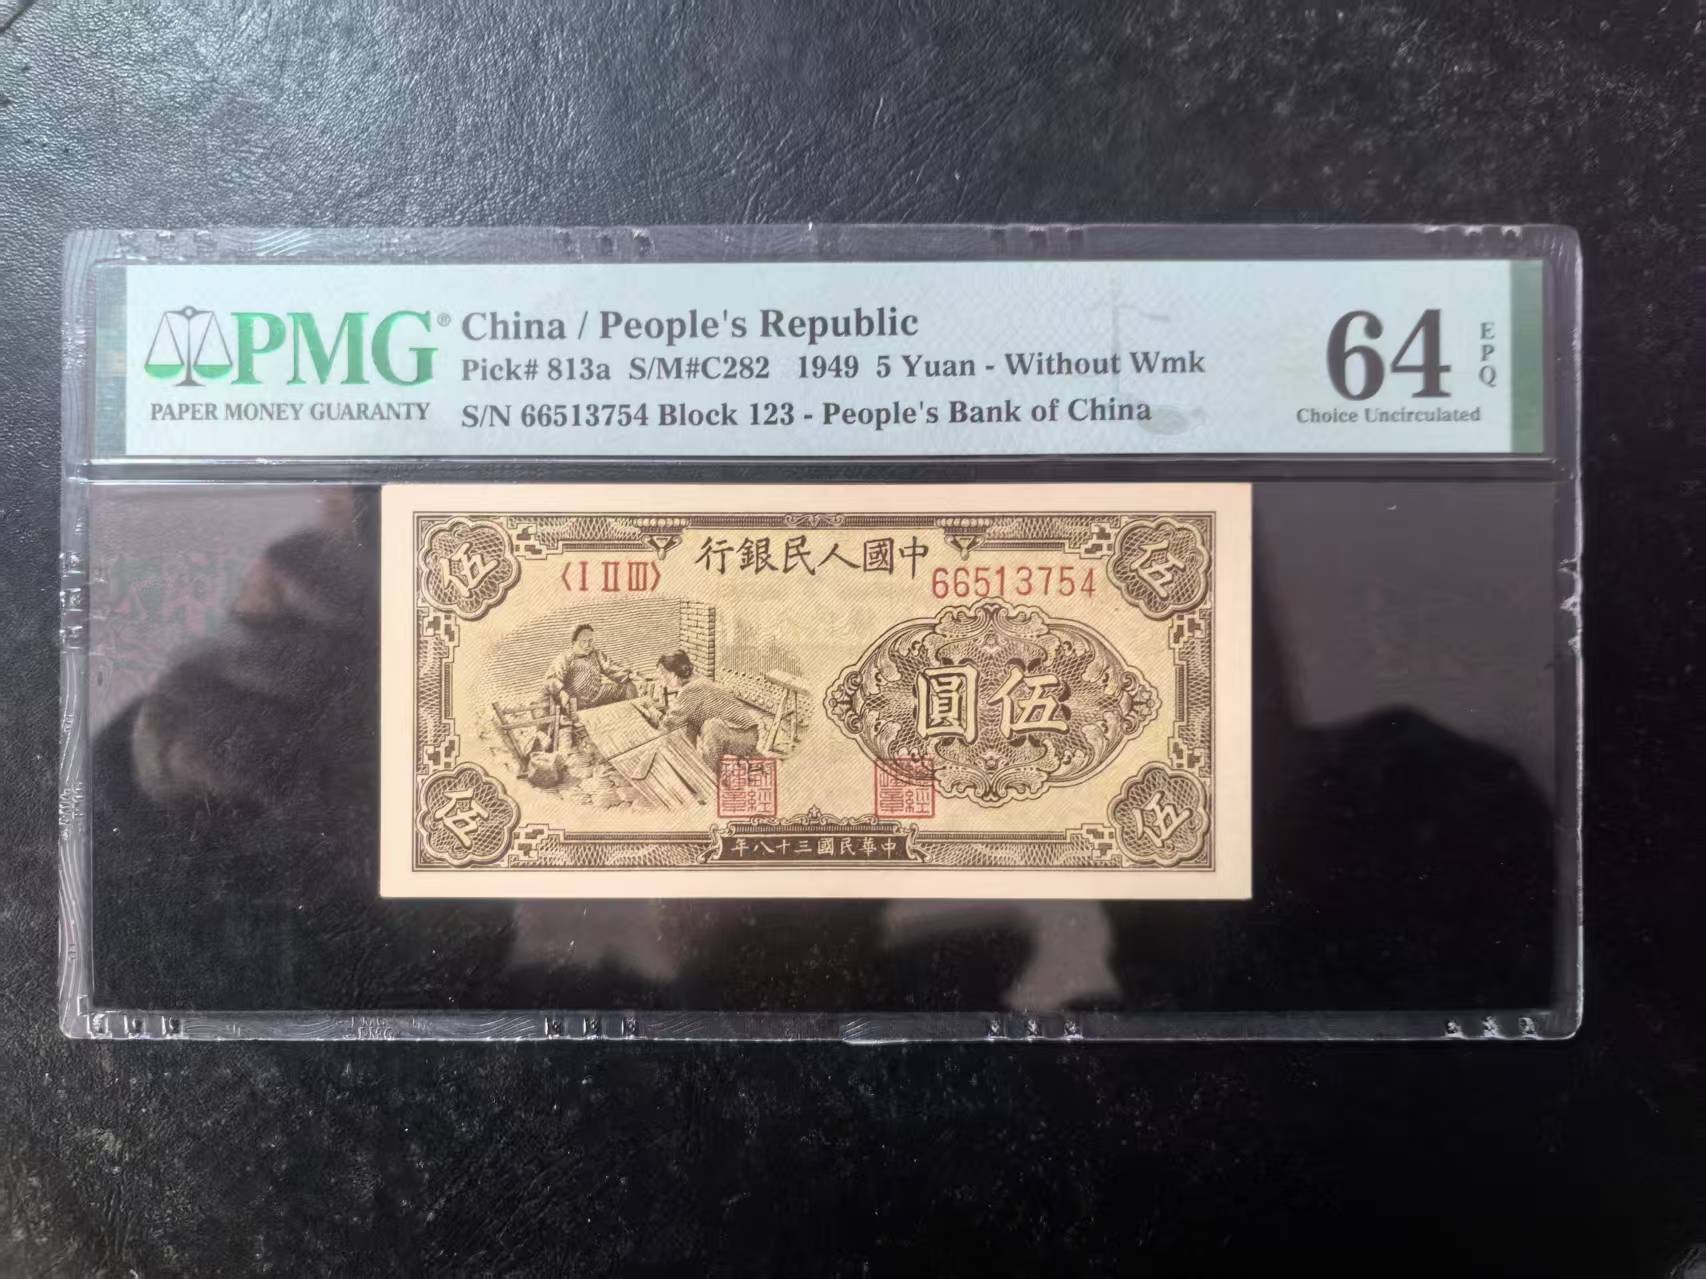 PMG®
PAPER MONEY GUARANTY
China / People's Republic
Pick# 813a S/M#C282 1949 5 Yuan - Without Wmk
S/N 66513754 Block 123 - People's Bank of China
64
EPQ
Choice Uncirculated
行銀民人國中
〈I II III〉
66513754
伍
伍
圓伍
伍
伍
年八十三國民華中